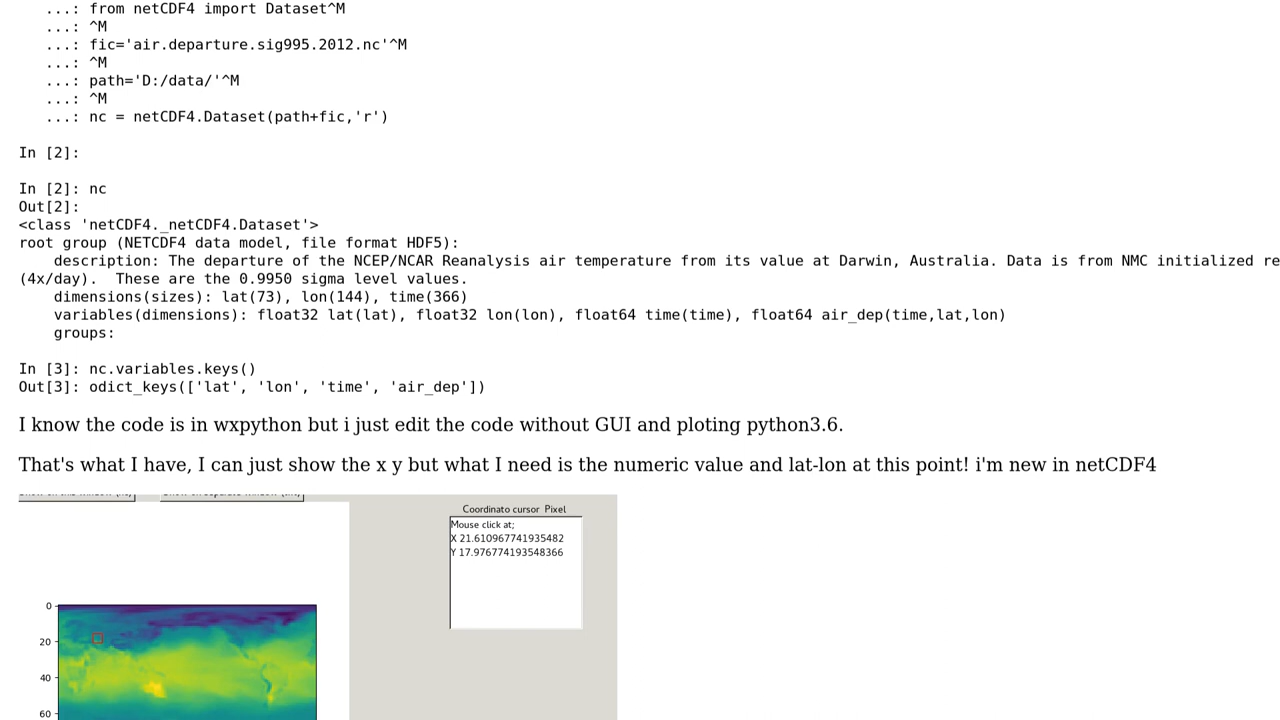 ...: from netCDF4 import Dataset^M
...: ^M
...: fic='air.departure.sig995.2012.nc'^M
...: ^M
...: path='D:/data/'^M
...: ^M
...: nc = netCDF4.Dataset(path+fic,'r')
In [2]:
In [2]: nc
Out[2]:
<class 'netCDF4._netCDF4.Dataset'>
root group (NETCDF4 data model, file format HDF5):
description: The departure of the NCEP/NCAR Reanalysis air temperature from its value at Darwin, Australia. Data is from NMC initialized re
(4x/day).  These are the 0.9950 sigma level values.
dimensions(sizes): lat(73), lon(144), time(366)
variables(dimensions): float32 lat(lat), float32 lon(lon), float64 time(time), float64 air_dep(time,lat,lon)
groups:
In [3]: nc.variables.keys()
Out[3]: odict_keys(['lat', 'lon', 'time', 'air_dep'])
I know the code is in wxpython but i just edit the code without GUI and ploting python3.6.
That's what I have, I can just show the x y but what I need is the numeric value and lat-lon at this point! i'm new in netCDF4
Coordinato cursor Pixel
Mouse click at;
X 21.610967741935482
Y 17.976774193548366
0
20
40
60